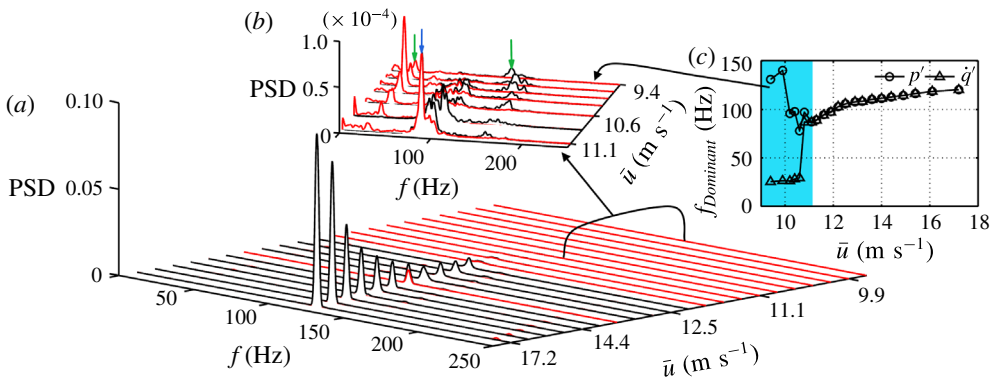 (b)
(× 10⁻⁴)
1.0
PSD 0.5
0
100
200
f (Hz)
9.4
10.6
11.1
ū (m s⁻¹)
(c)
150
100
50
0
f_Dominant (Hz)
p′ q̇′
10 12 14 16 18
ū (m s⁻¹)
(a)
0.10
PSD 0.05
0
50
100
150
200
250
f (Hz)
17.2
14.4
12.5
11.1
9.9
ū (m s⁻¹)